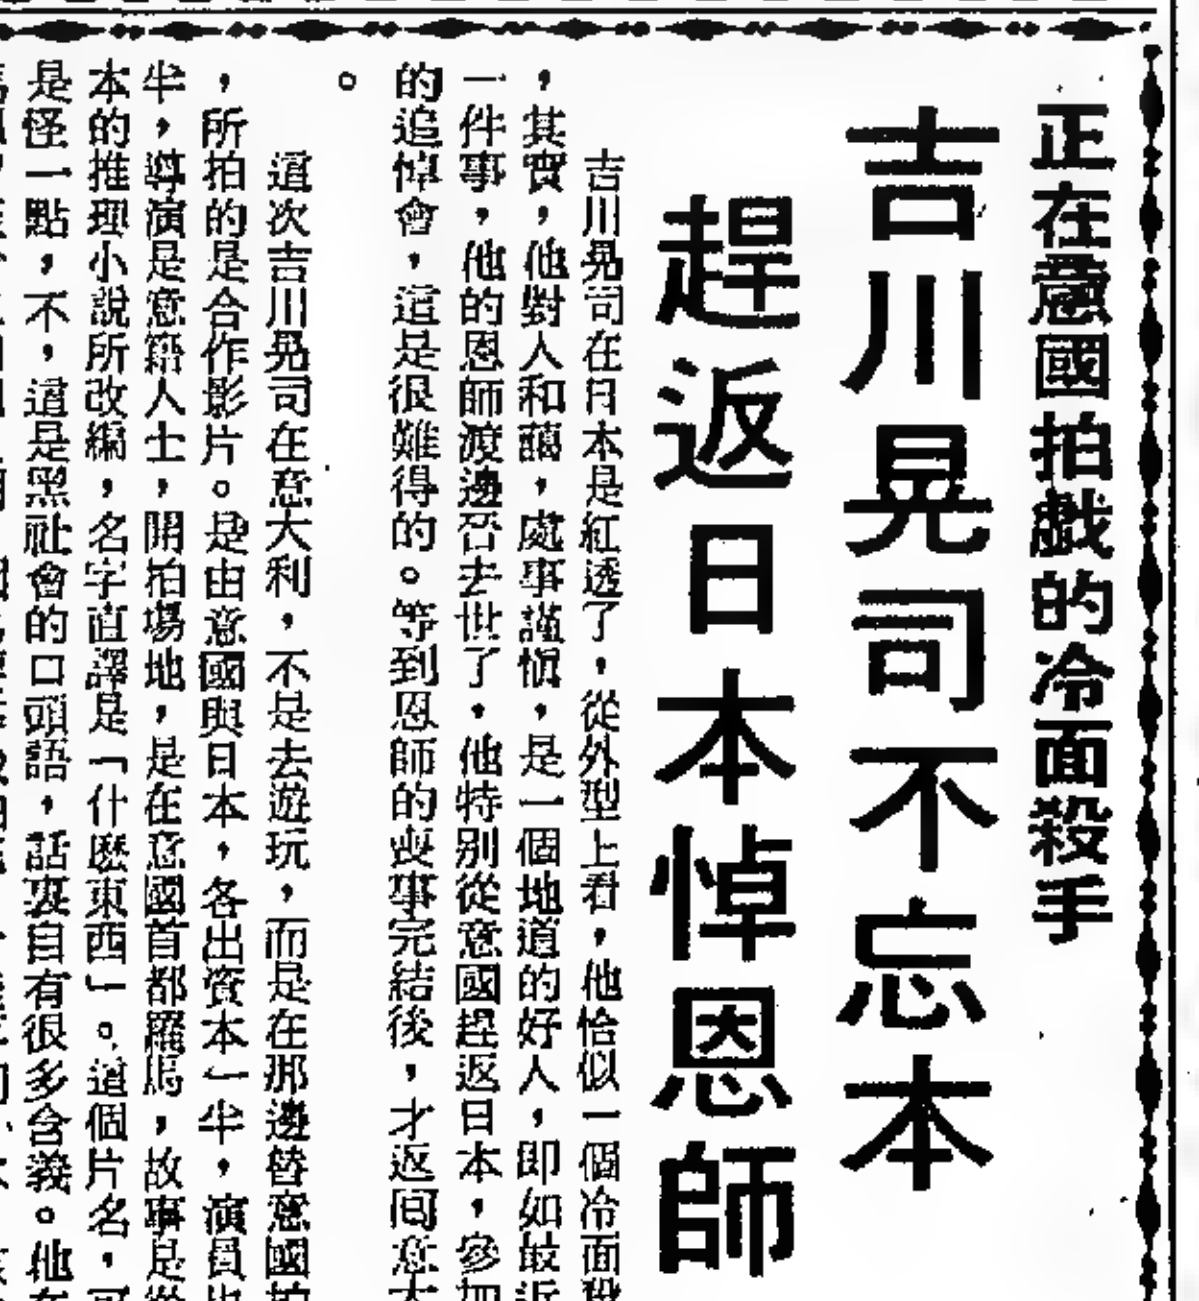 正在意國拍戲的冷面殺手
吉川晃司不忘本
趕返日本悼恩師
吉川晃司在日本是紅透了，從外型上看，他恰似一個冷面殺
，其實，他對人和藹，處事謹慎，是一個地道的好人，即如最近
一件事，他的恩師渡邊晉去世了，他特別從意國趕返日本，參加
的追悼會，這是很難得的。等到恩師的喪事完結後，才返回意大
。
這次吉川晃司在意大利，不是去遊玩，而是在那邊替意國拍
，所拍的是合作影片。是由意國與日本，各出資本一半，演員也
半，導演是意籍人士，開拍場地，是在意國首都羅馬，故事是從
本的推理小說所改編，名字直譯是「什麽東西」。這個片名，可
是怪一點，不，這是黑社會的口頭語，話裏自有很多含義。他在